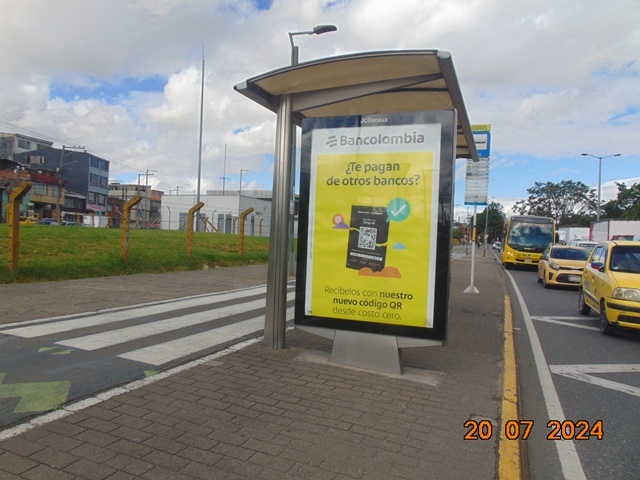 JCDecaux
Bancolombia
¿Te pagan
de otros bancos?
Recíbelos con nuestro
nuevo código QR
desde costo cero.
20 07 2024